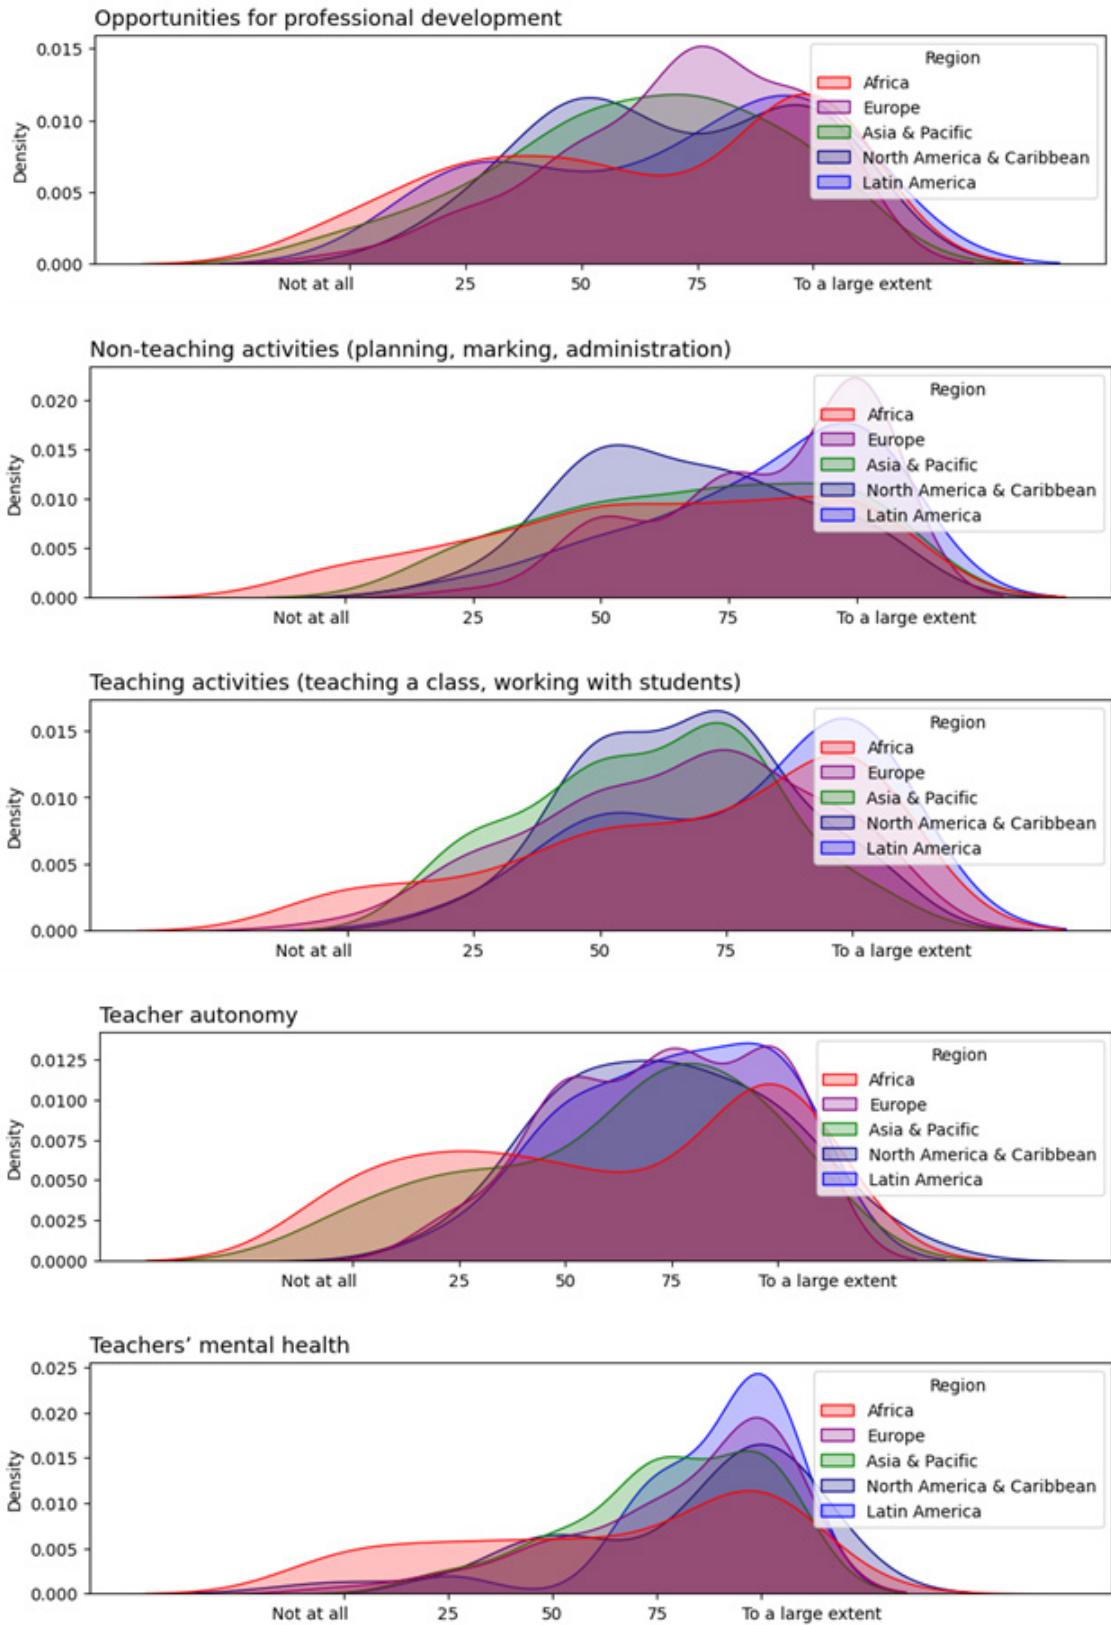 Opportunities for professional development
0.015
0.010
0.005
0.000
Density
Region
Africa
Europe
Asia & Pacific
North America & Caribbean
Latin America
Not at all 25 50 75 To a large extent
Non-teaching activities (planning, marking, administration)
0.020
0.015
0.010
0.005
0.000
Density
Region
Africa
Europe
Asia & Pacific
North America & Caribbean
Latin America
Not at all 25 50 75 To a large extent
Teaching activities (teaching a class, working with students)
0.015
0.010
0.005
0.000
Density
Region
Africa
Europe
Asia & Pacific
North America & Caribbean
Latin America
Not at all 25 50 75 To a large extent
Teacher autonomy
0.0125
0.0100
0.0075
0.0050
0.0025
0.0000
Density
Region
Africa
Europe
Asia & Pacific
North America & Caribbean
Latin America
Not at all 25 50 75 To a large extent
Teachers’ mental health
0.025
0.020
0.015
0.010
0.005
0.000
Density
Region
Africa
Europe
Asia & Pacific
North America & Caribbean
Latin America
Not at all 25 50 75 To a large extent